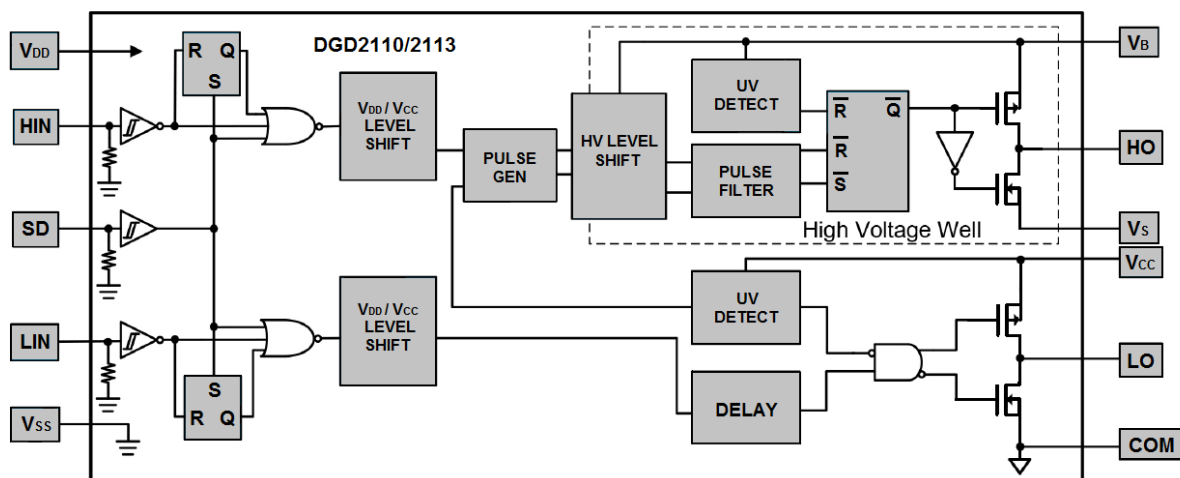 VDD
R Q
S
DGD2110/2113
VB
HIN
VDD / VCC
LEVEL
SHIFT
PULSE
GEN
HV LEVEL
SHIFT
UV
DETECT
PULSE
FILTER
R
R
S
Q
HO
High Voltage Well
VS
SD
VCC
LIN
VDD / VCC
LEVEL
SHIFT
UV
DETECT
LO
S
R Q
DELAY
VSS
COM